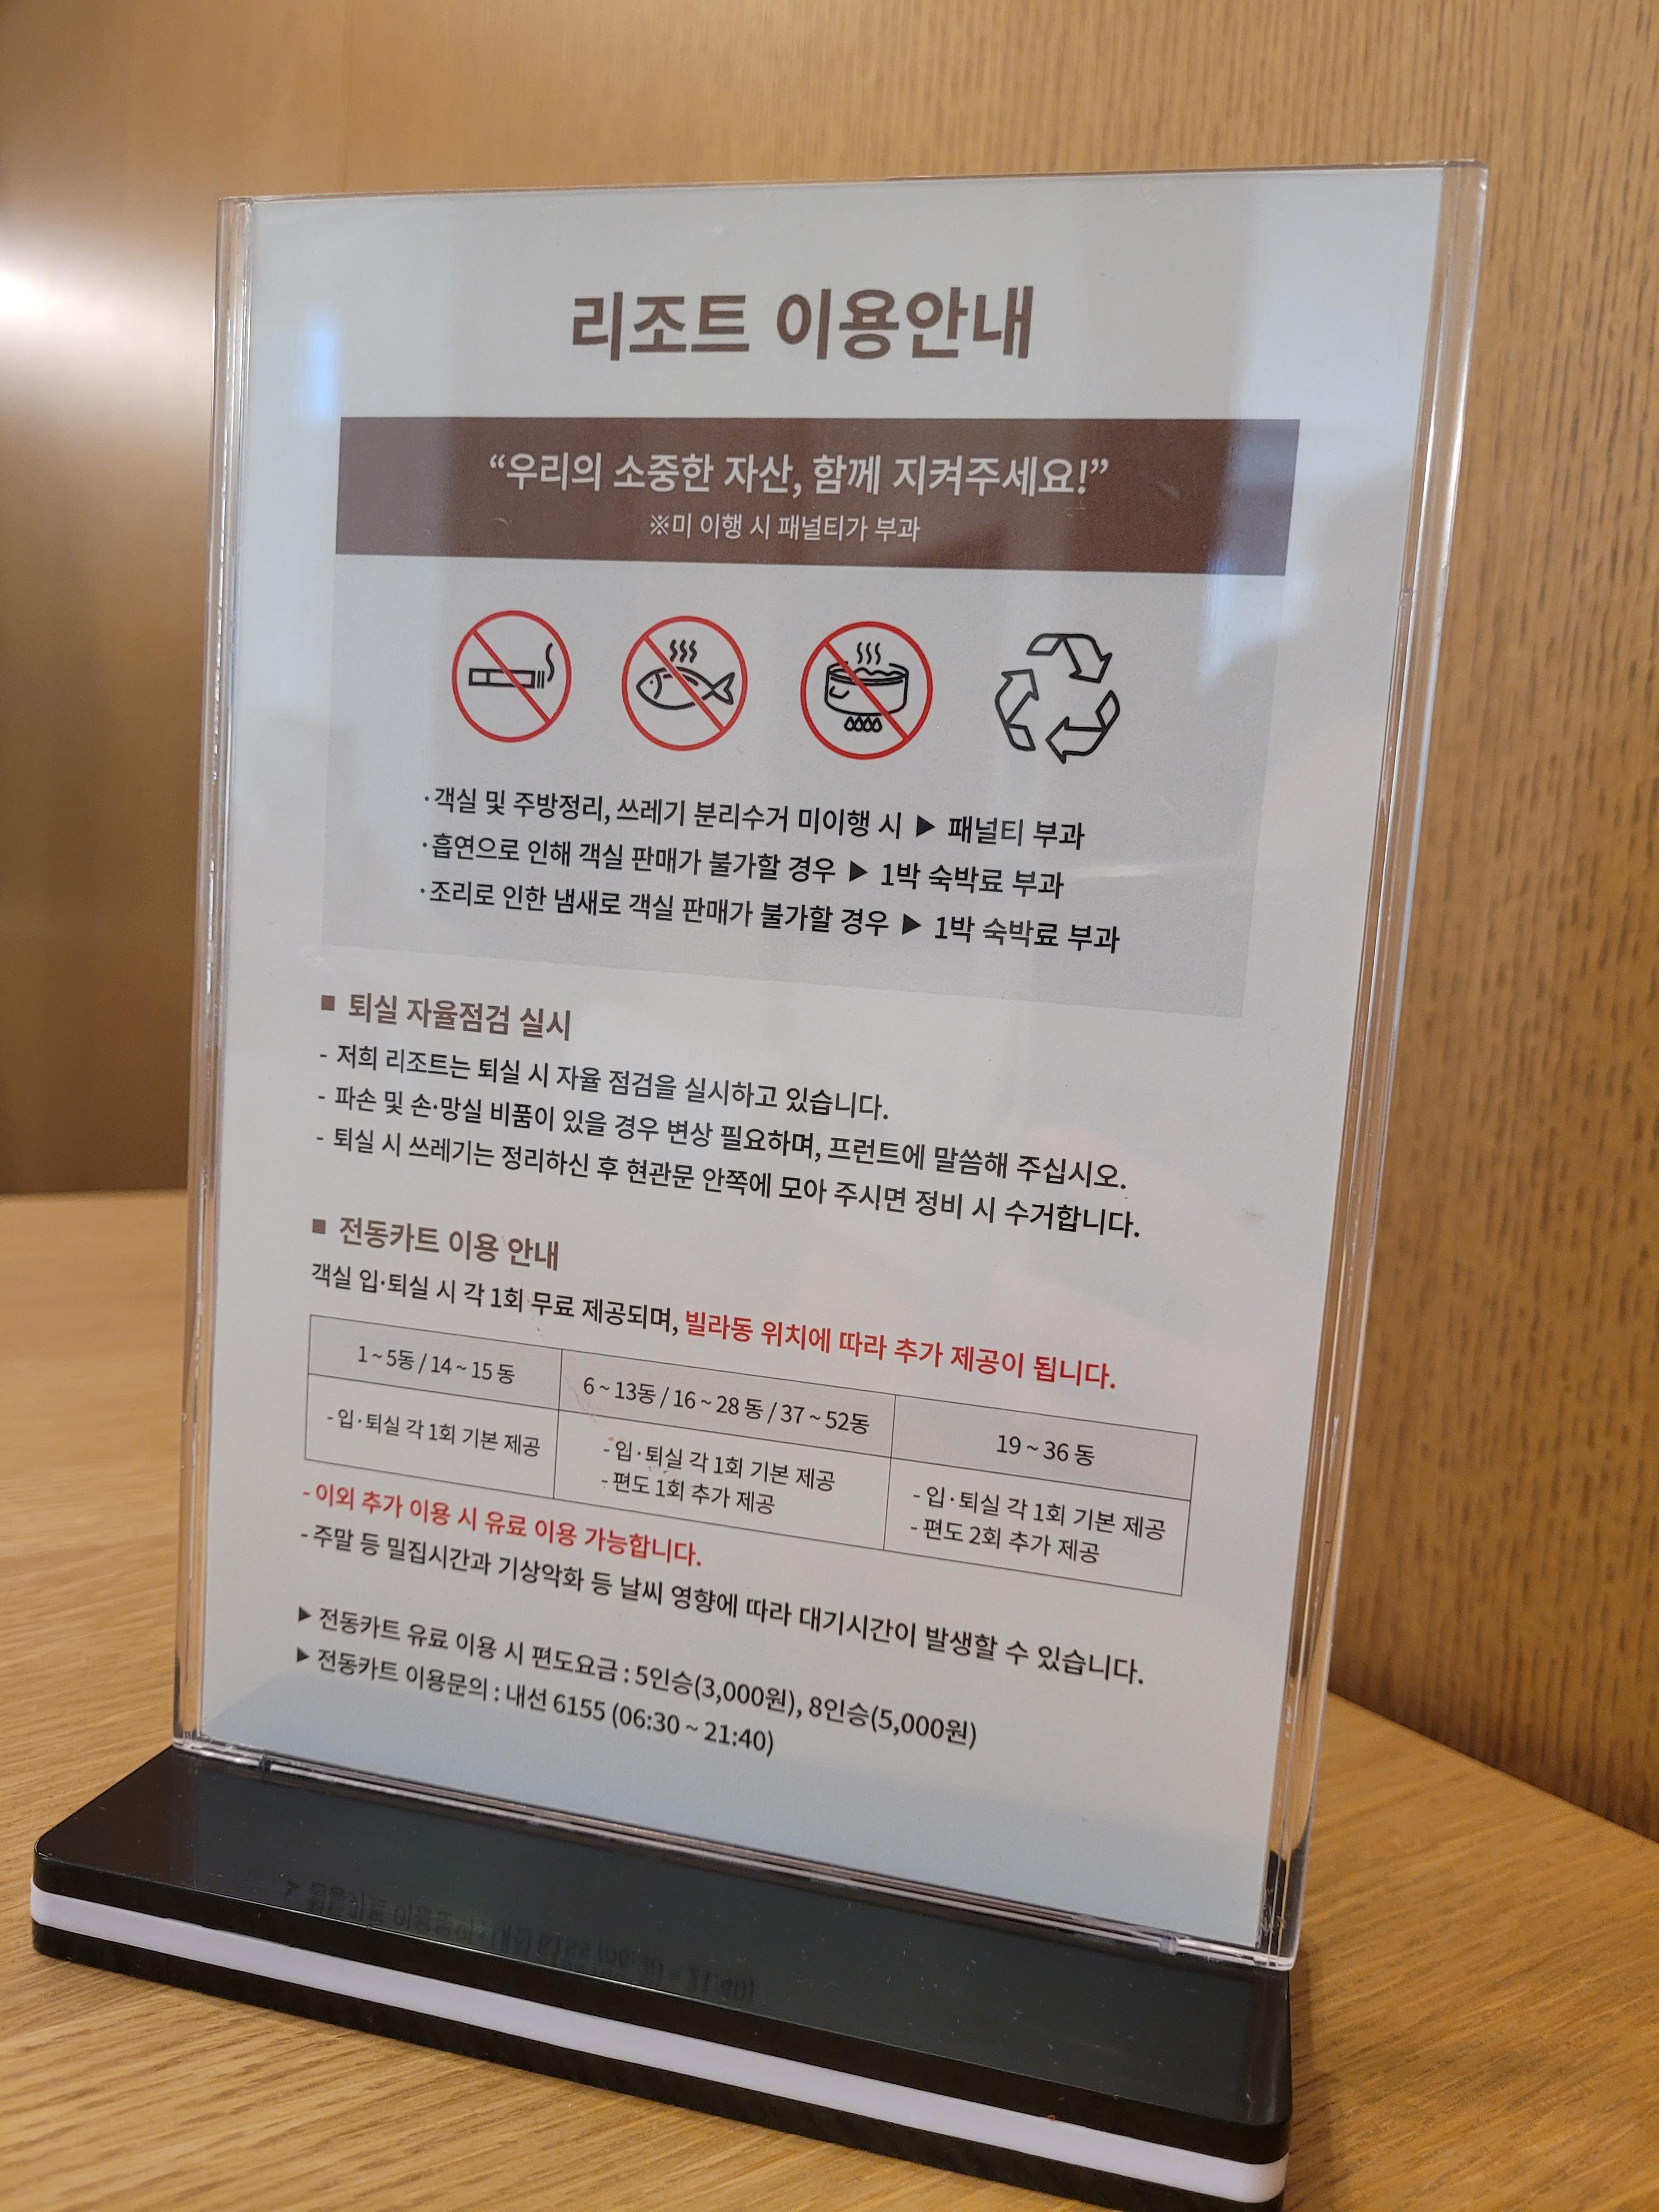 리조트 이용안내
“우리의 소중한 자산, 함께 지켜주세요!”
※미 이행 시 패널티가 부과
·객실 및 주방정리, 쓰레기 분리수거 미이행 시 ▶ 패널티 부과
·흡연으로 인해 객실 판매가 불가할 경우 ▶ 1박 숙박료 부과
·조리로 인한 냄새로 객실 판매가 불가할 경우 ▶ 1박 숙박료 부과
■ 퇴실 자율점검 실시
- 저희 리조트는 퇴실 시 자율 점검을 실시하고 있습니다.
- 파손 및 손·망실 비품이 있을 경우 변상 필요하며, 프런트에 말씀해 주십시오.
- 퇴실 시 쓰레기는 정리하신 후 현관문 안쪽에 모아 주시면 정비 시 수거합니다.
■ 전동카트 이용 안내
객실 입·퇴실 시 각 1회 무료 제공되며, 빌라동 위치에 따라 추가 제공이 됩니다.
1 ~ 5동 / 14 ~ 15 동
- 입·퇴실 각 1회 기본 제공
6 ~ 13동 / 16 ~ 28 동 / 37 ~ 52동
- 입·퇴실 각 1회 기본 제공
- 편도 1회 추가 제공
19 ~ 36 동
- 입·퇴실 각 1회 기본 제공
- 편도 2회 추가 제공
- 이외 추가 이용 시 유료 이용 가능합니다.
- 주말 등 밀집시간과 기상악화 등 날씨 영향에 따라 대기시간이 발생할 수 있습니다.
▶ 전동카트 유료 이용 시 편도요금 : 5인승(3,000원), 8인승(5,000원)
▶ 전동카트 이용문의 : 내선 6155 (06:30 ~ 21:40)